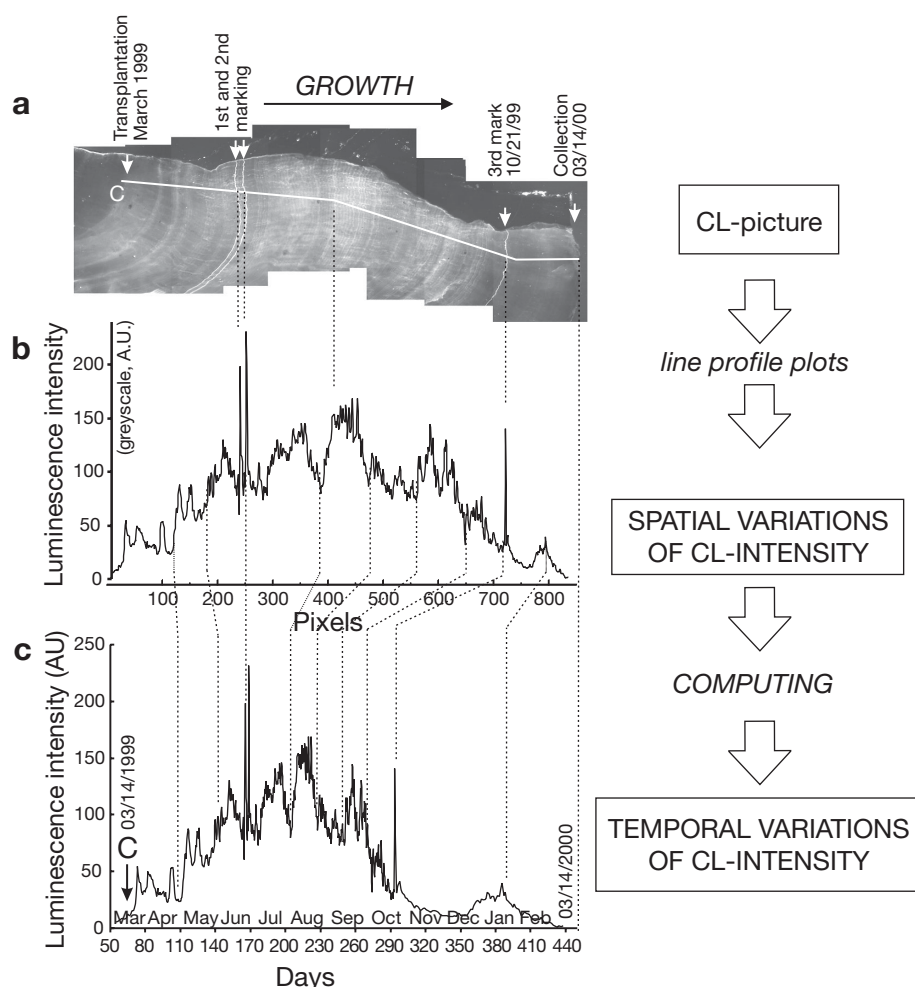 a
Transplantation
March 1999
1st and 2nd
marking
GROWTH
3rd mark
10/21/99
Collection
03/14/00
C
CL-picture
line profile plots
SPATIAL VARIATIONS
OF CL-INTENSITY
COMPUTING
TEMPORAL VARIATIONS
OF CL-INTENSITY
b
Luminescence intensity
(greyscale, A.U.)
200
150
100
50
0
100 200 300 400 500 600 700 800
Pixels
c
Luminescence intensity (AU)
250
200
150
100
50
0
03/14/1999
C
03/14/2000
Mar Apr May Jun Jul Aug Sep Oct Nov Dec Jan Feb
50 80 110 140 170 200 230 260 290 320 350 380 410 440
Days